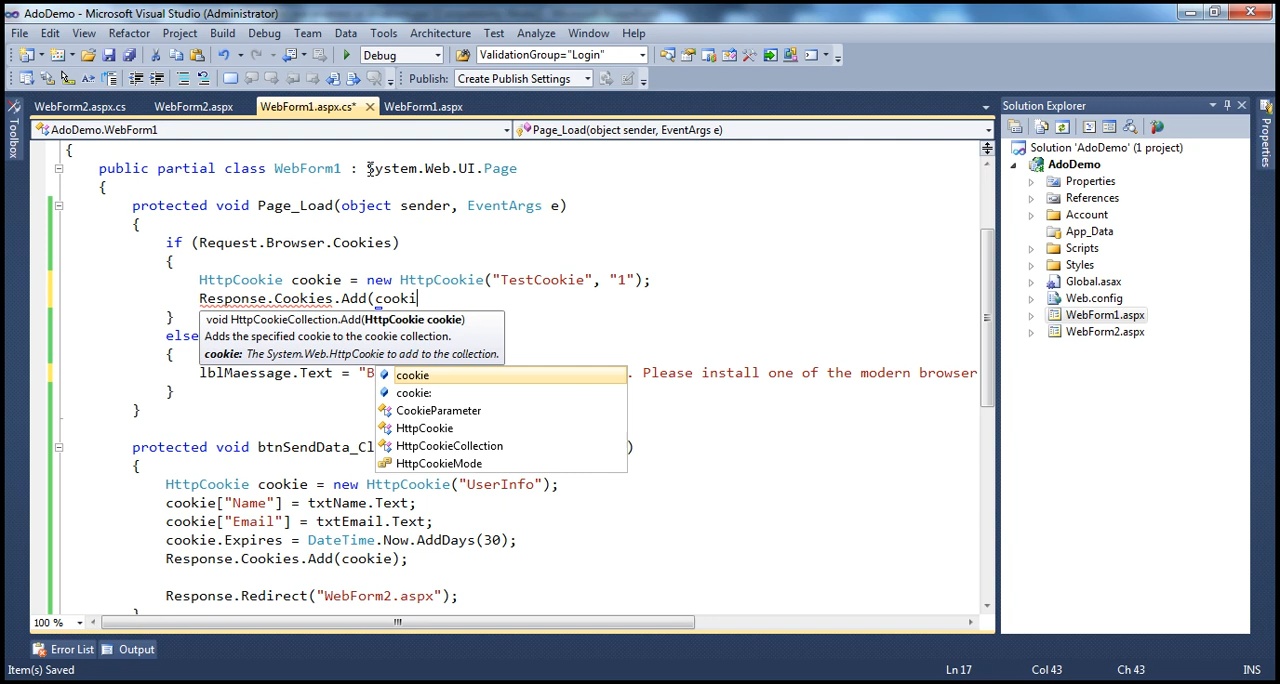 AdoDemo - Microsoft Visual Studio (Administrator)
File Edit View Refactor Project Build Debug Team Data Tools Architecture Test Analyze Window Help
Debug ValidationGroup="Login"
Publish: Create Publish Settings
WebForm2.aspx.cs WebForm2.aspx WebForm1.aspx.cs* WebForm1.aspx
AdoDemo.WebForm1 Page_Load(object sender, EventArgs e)
{
public partial class WebForm1 : System.Web.UI.Page
{
protected void Page_Load(object sender, EventArgs e)
{
if (Request.Browser.Cookies)
{
HttpCookie cookie = new HttpCookie("TestCookie", "1");
Response.Cookies.Add(cooki
}
void HttpCookieCollection.Add(HttpCookie cookie)
Adds the specified cookie to the cookie collection.
cookie: The System.Web.HttpCookie to add to the collection.
else
{
lblMaessage.Text = "B . Please install one of the modern browser
}
}
cookie
cookie:
CookieParameter
HttpCookie
HttpCookieCollection
HttpCookieMode
protected void btnSendData_Cl )
{
HttpCookie cookie = new HttpCookie("UserInfo");
cookie["Name"] = txtName.Text;
cookie["Email"] = txtEmail.Text;
cookie.Expires = DateTime.Now.AddDays(30);
Response.Cookies.Add(cookie);
Response.Redirect("WebForm2.aspx");
100 %
Toolbox
Solution Explorer
Solution 'AdoDemo' (1 project)
AdoDemo
Properties
References
Account
App_Data
Scripts
Styles
Global.asax
Web.config
WebForm1.aspx
WebForm2.aspx
Properties
Error List Output
Item(s) Saved Ln 17 Col 43 Ch 43 INS